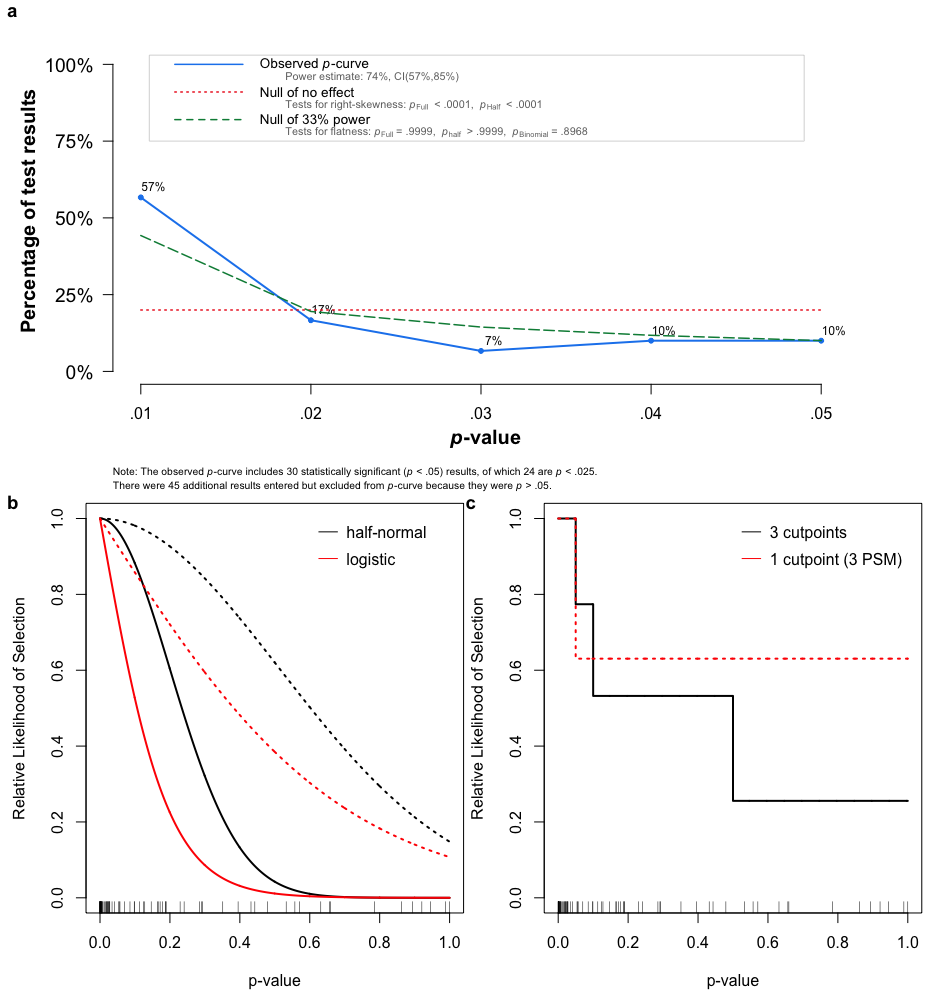 a
100%
75%
50%
25%
0%
Percentage of test results
Observed p-curve
Power estimate: 74%, CI(57%,85%)
Null of no effect
Tests for right-skewness: pFull < .0001, pHalf < .0001
Null of 33% power
Tests for flatness: pFull = .9999, phalf > .9999, pBinomial = .8968
57%
17%
7%
10%
10%
.01 .02 .03 .04 .05
p-value
Note: The observed p-curve includes 30 statistically significant (p < .05) results, of which 24 are p < .025.
There were 45 additional results entered but excluded from p-curve because they were p > .05.
b
Relative Likelihood of Selection
1.0
0.8
0.6
0.4
0.2
0.0
half-normal
logistic
0.0 0.2 0.4 0.6 0.8 1.0
p-value
c
Relative Likelihood of Selection
1.0
0.8
0.6
0.4
0.2
0.0
3 cutpoints
1 cutpoint (3 PSM)
0.0 0.2 0.4 0.6 0.8 1.0
p-value